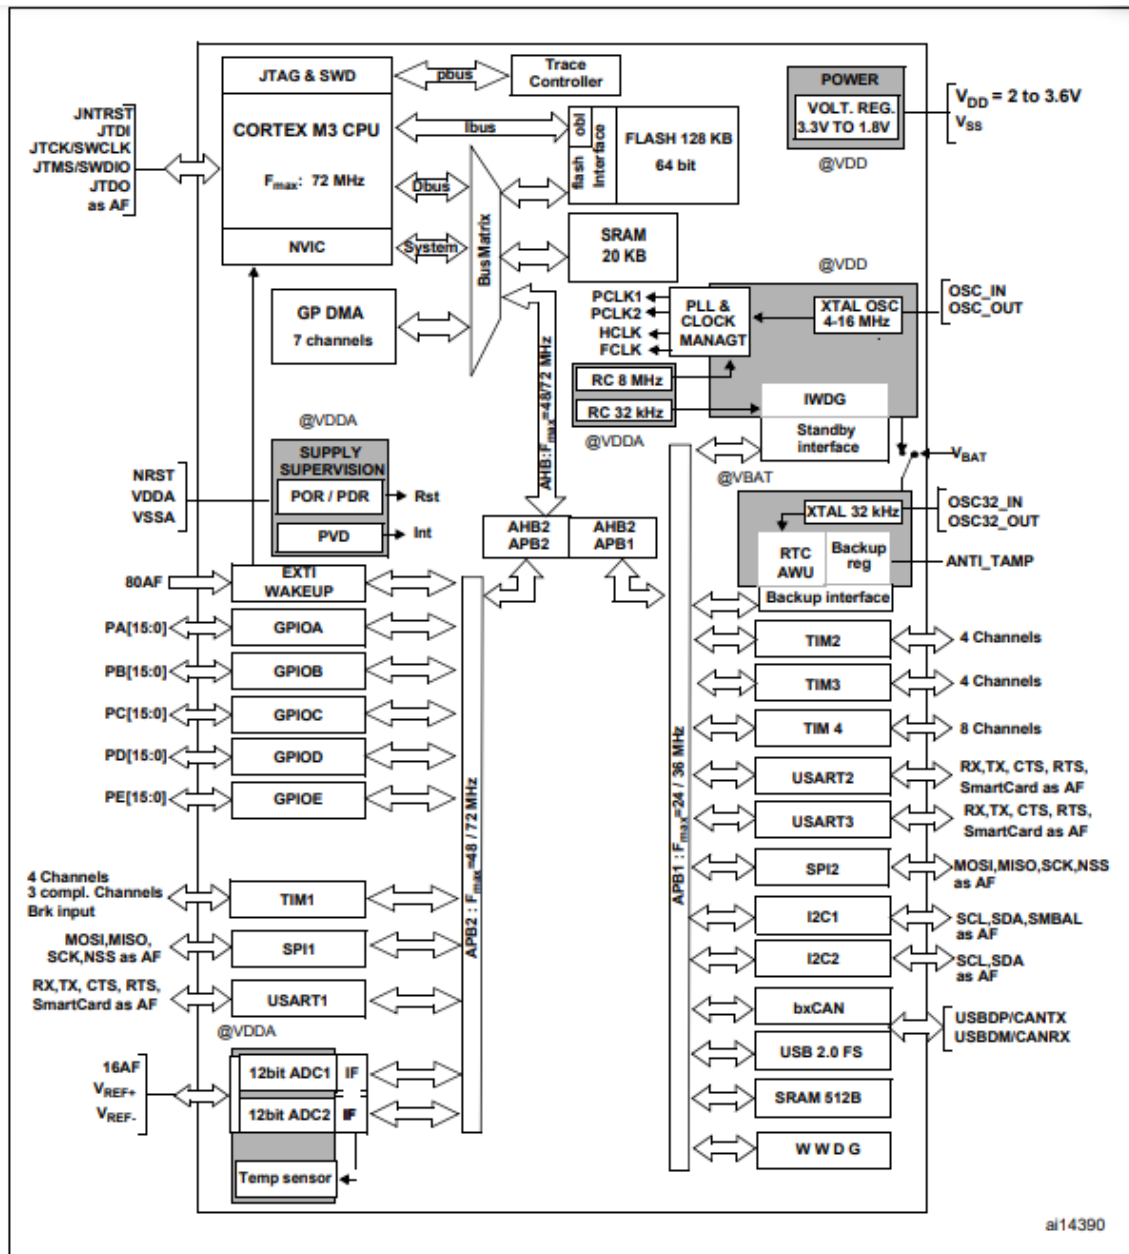 JTAG & SWD
pbus
Trace
Controller
POWER
VOLT. REG.
3.3V TO 1.8V
@VDD
VDD = 2 to 3.6V
VSS
JNTRST
JTDI
JTCK/SWCLK
JTMS/SWDIO
JTDO
as AF
CORTEX M3 CPU
Fmax: 72 MHz
NVIC
Ibus
Dbus
System
BusMatrix
obl
flash
Interface
FLASH 128 KB
64 bit
SRAM
20 KB
GP DMA
7 channels
@VDD
PCLK1
PCLK2
HCLK
FCLK
PLL &
CLOCK
MANAGT
XTAL OSC
4-16 MHz
OSC_IN
OSC_OUT
RC 8 MHz
RC 32 kHz
@VDDA
IWDG
Standby
interface
@VBAT
VBAT
AHB:Fmax=48/72 MHz
@VDDA
SUPPLY
SUPERVISION
NRST
VDDA
VSSA
POR / PDR
Rst
PVD
Int
XTAL 32 kHz
OSC32_IN
OSC32_OUT
RTC
AWU
Backup
reg
ANTI_TAMP
Backup interface
AHB2
APB2
AHB2
APB1
80AF
EXTI
WAKEUP
PA[15:0]
GPIOA
PB[15:0]
GPIOB
PC[15:0]
GPIOC
PD[15:0]
GPIOD
PE[15:0]
GPIOE
4 Channels
3 compl. Channels
Brk input
TIM1
MOSI,MISO,
SCK,NSS as AF
SPI1
RX,TX, CTS, RTS,
SmartCard as AF
USART1
@VDDA
16AF
VREF+
VREF-
12bit ADC1
IF
12bit ADC2
IF
Temp sensor
APB2 : Fmax=48 / 72 MHz
APB1 : Fmax=24 / 36 MHz
TIM2
4 Channels
TIM3
4 Channels
TIM 4
8 Channels
USART2
RX,TX, CTS, RTS,
SmartCard as AF
USART3
RX,TX, CTS, RTS,
SmartCard as AF
SPI2
MOSI,MISO,SCK,NSS
as AF
I2C1
SCL,SDA,SMBAL
as AF
I2C2
SCL,SDA
as AF
bxCAN
USBDP/CANTX
USBDM/CANRX
USB 2.0 FS
SRAM 512B
W W D G
ai14390